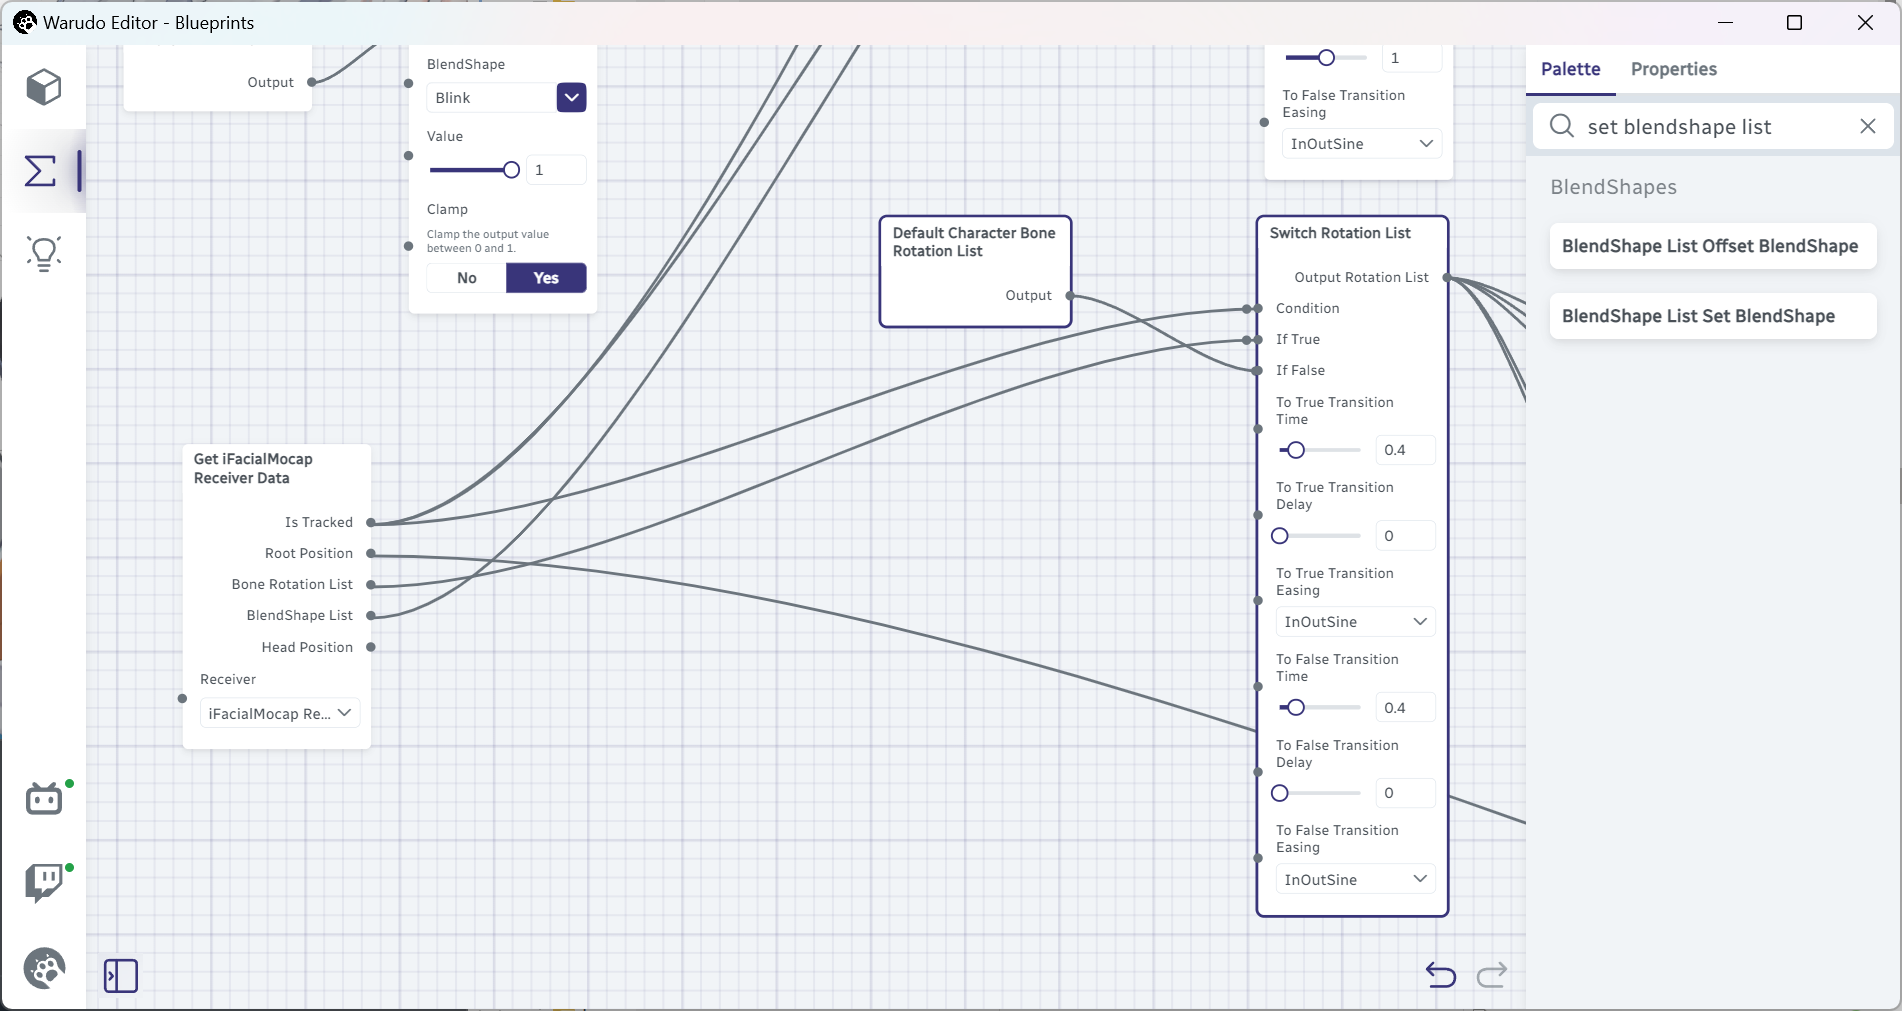 Warudo Editor - Blueprints
Output
BlendShape
Blink
Value
1
Clamp
Clamp the output value
between 0 and 1.
No
Yes
Default Character Bone
Rotation List
Output
Get iFacialMocap
Receiver Data
Is Tracked
Root Position
Bone Rotation List
BlendShape List
Head Position
Receiver
iFacialMocap Re...
1
To False Transition
Easing
InOutSine
Switch Rotation List
Output Rotation List
Condition
If True
If False
To True Transition
Time
0.4
To True Transition
Delay
0
To True Transition
Easing
InOutSine
To False Transition
Time
0.4
To False Transition
Delay
0
To False Transition
Easing
InOutSine
Palette
Properties
set blendshape list
BlendShapes
BlendShape List Offset BlendShape
BlendShape List Set BlendShape